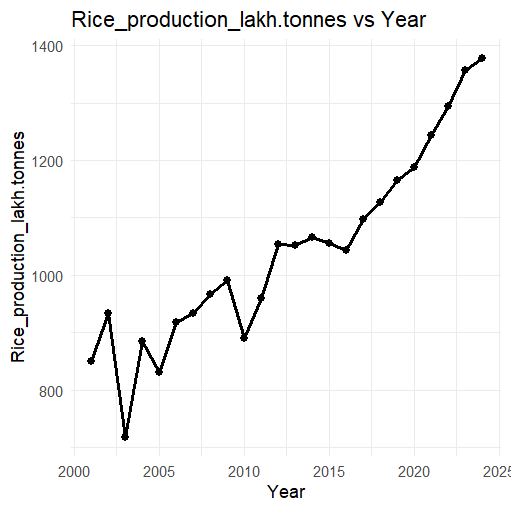 Rice_production_lakh.tonnes vs Year
Rice_production_lakh.tonnes
1400
1200
1000
800
2000 2005 2010 2015 2020 2025
Year